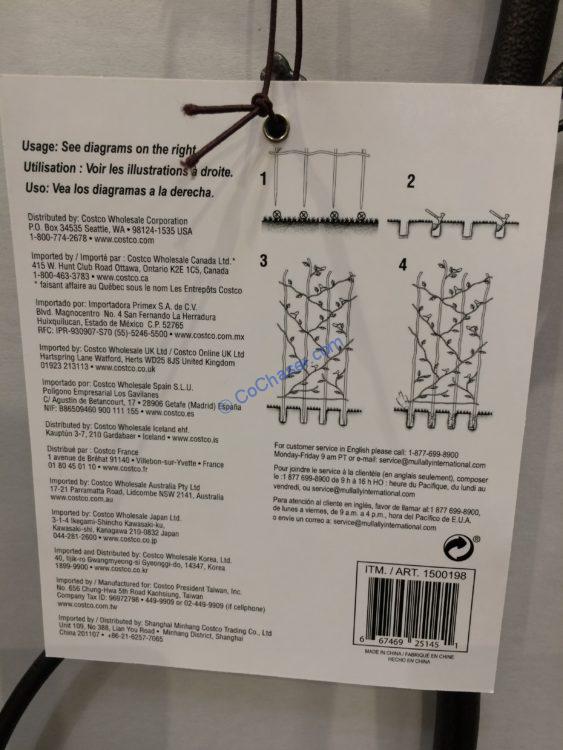 Usage: See diagrams on the right.
Utilisation : Voir les illustrations à droite.
Uso: Vea los diagramas a la derecha.
Distributed by: Costco Wholesale Corporation
P.O. Box 34535 Seattle, WA • 98124-1535 USA
1-800-774-2678 • www.costco.com
Imported by / Importé par : Costco Wholesale Canada Ltd.*
415 W. Hunt Club Road Ottawa, Ontario K2E 1C5, Canada
1-800-463-3783 • www.costco.ca
* faisant affaire au Québec sous le nom Les Entrepôts Costco
Importado por: Importadora Primex S.A. de C.V.
Blvd. Magnocentro No. 4 San Fernando La Herradura
Huixquilucan, Estado de México C.P. 52765
RFC: IPR-930907-S70 (55)-5246-5500 • www.costco.com.mx
Imported by: Costco Wholesale UK Ltd / Costco Online UK Ltd
Hartspring Lane Watford, Herts WD25 8JS United Kingdom
01923 213113 • www.costco.co.uk
Importado por: Costco Wholesale Spain S.L.U.
Polígono Empresarial Los Gavilanes
C/ Agustín de Betancourt, 17 • 28906 Getafe (Madrid) España
NIF: B86509460 900 111 155 • www.costco.es
Imported by: Costco Wholesale Iceland ehf.
Kauptún 3-7, 210 Gardabaer • Iceland • www.costco.is
Distribué par : Costco France
1 avenue de Bréhat 91140 • Villebon-sur-Yvette • France
01 80 45 01 10 • www.costco.fr
Imported by: Costco Wholesale Australia Pty Ltd
17-21 Parramatta Road, Lidcombe NSW 2141, Australia
www.costco.com.au
Imported by: Costco Wholesale Japan Ltd.
3-1-4 Ikegami-Shincho Kawasaki-ku,
Kawasaki-shi, Kanagawa 210-0832 Japan
044-281-2600 • www.costco.co.jp
Imported and Distributed by: Costco Wholesale Korea, Ltd.
40, Iljik-ro Gwangmyeong-si Gyeonggi-do, 14347, Korea
1899-9900 • www.costco.co.kr
Imported by / Manufactured for: Costco President Taiwan, Inc.
No. 656 Chung-Hwa 5th Road Kaohsiung, Taiwan
Company Tax ID: 96972798 • 449-9909 or 02-449-9909 (if cellphone)
www.costco.com.tw
Imported by / Distributed by: Shanghai Minhang Costco Trading Co., Ltd
Unit 109, No 388, Lian You Road • Minhang District, Shanghai
China 201107 • +86-21-6257-7065
1
2
3
4
© CoChaser.com
For customer service in English please call: 1-877-699-8900
Monday-Friday 9 am PT or e-mail: service@mullallyinternational.com
Pour joindre le service à la clientèle (en anglais seulement), composer
le :1 877 699-8900 de 9 h à 16 h HO : heure du Pacifique, du lundi au
vendredi, ou service@mullallyinternational.com
Para atención al cliente en inglés, favor de llamar al:1 877 699-8900,
de lunes a viernes, de 9 a.m. a 4 p.m., hora del Pacífico de E.U.A.
o envíe un correo a: service@mullallyinternational.com
®
ITM. / ART. 1500198
6 67469 25145 1
MADE IN CHINA / FABRIQUÉ EN CHINE
HECHO EN CHINA